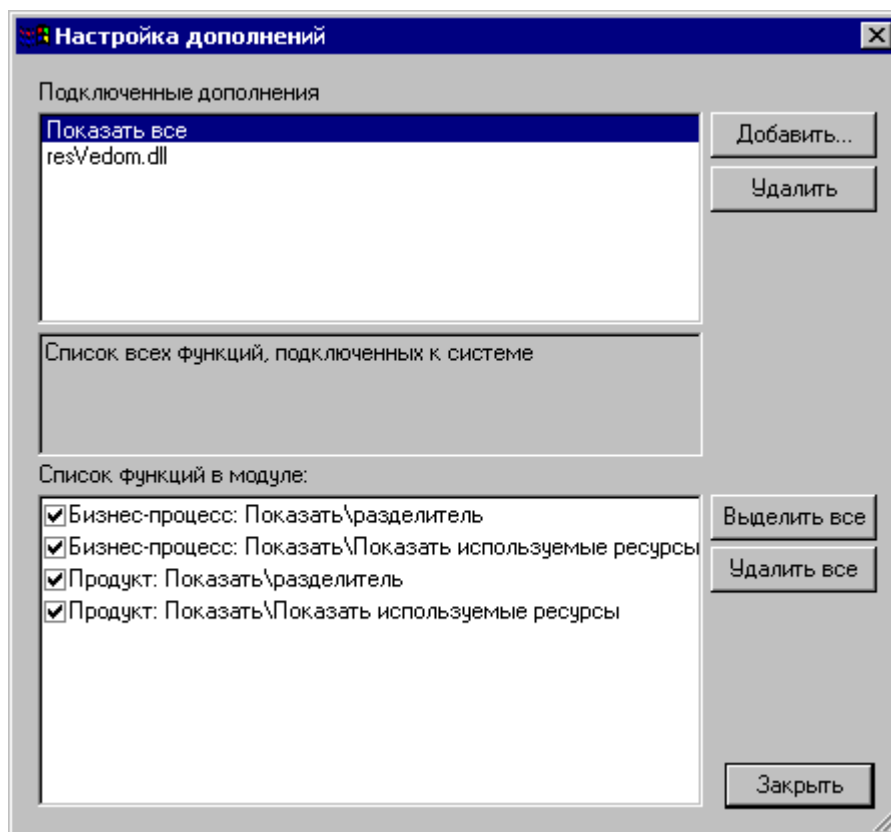 Настройка дополнений
Подключенные дополнения
Показать все
resVedom.dll
Добавить...
Удалить
Список всех функций, подключенных к системе
Список функций в модуле:
Бизнес-процесс: Показать\разделитель
Бизнес-процесс: Показать\Показать используемые ресурсы
Продукт: Показать\разделитель
Продукт: Показать\Показать используемые ресурсы
Выделить все
Удалить все
Закрыть